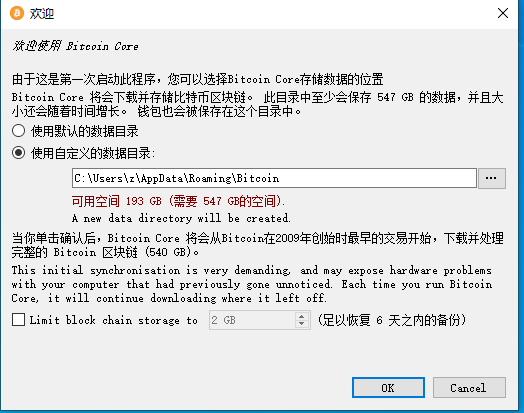 欢迎
欢迎使用 Bitcoin Core
由于这是第一次启动此程序，您可以选择Bitcoin Core存储数据的位置
Bitcoin Core 将会下载并存储比特币区块链。 此目录中至少会保存 547 GB 的数据，并且大
小还会随着时间增长。 钱包也会被保存在这个目录中。
使用默认的数据目录
使用自定义的数据目录:
C:\Users\z\AppData\Roaming\Bitcoin
...
可用空间 193 GB (需要 547 GB的空间).
A new data directory will be created.
当你单击确认后，Bitcoin Core 将会从Bitcoin在2009年创始时最早的交易开始，下载并处理
完整的 Bitcoin 区块链 (540 GB)。
This initial synchronisation is very demanding, and may expose hardware problems
with your computer that had previously gone unnoticed. Each time you run Bitcoin
Core, it will continue downloading where it left off.
Limit block chain storage to 2 GB (足以恢复 6 天之内的备份)
OK Cancel